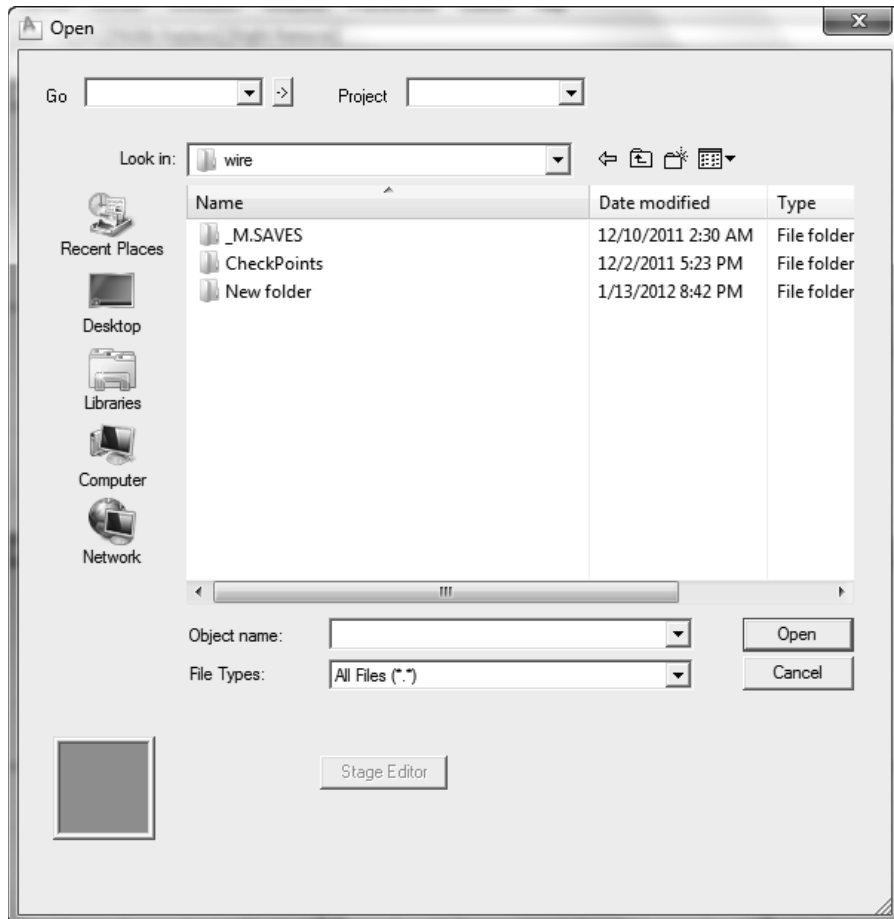 Open
Go -> Project
Look in: wire
Name Date modified Type
_M.SAVES 12/10/2011 2:30 AM File folder
CheckPoints 12/2/2011 5:23 PM File folder
New folder 1/13/2012 8:42 PM File folder
Recent Places
Desktop
Libraries
Computer
Network
Object name: Open
File Types: All Files (*.*) Cancel
Stage Editor